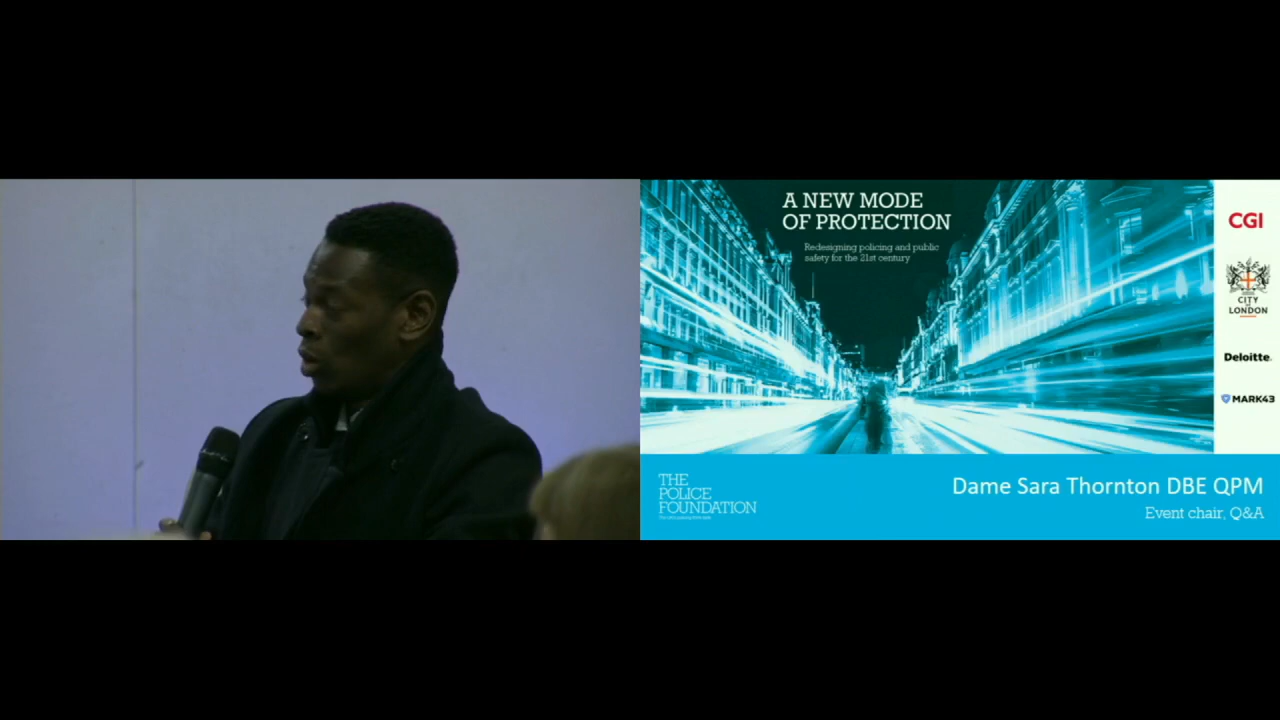 A NEW MODE
OF PROTECTION
Redesigning policing and public
safety for the 21st century
CGI
CITY
LONDON
Deloitte.
MARK43
THE
POLICE
FOUNDATION
Dame Sara Thornton DBE QPM
Event chair, Q&A